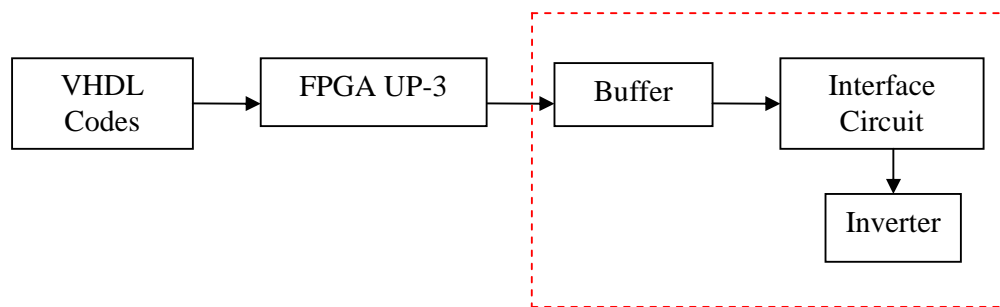 VHDL
Codes
FPGA UP-3
Buffer
Interface
Circuit
Inverter